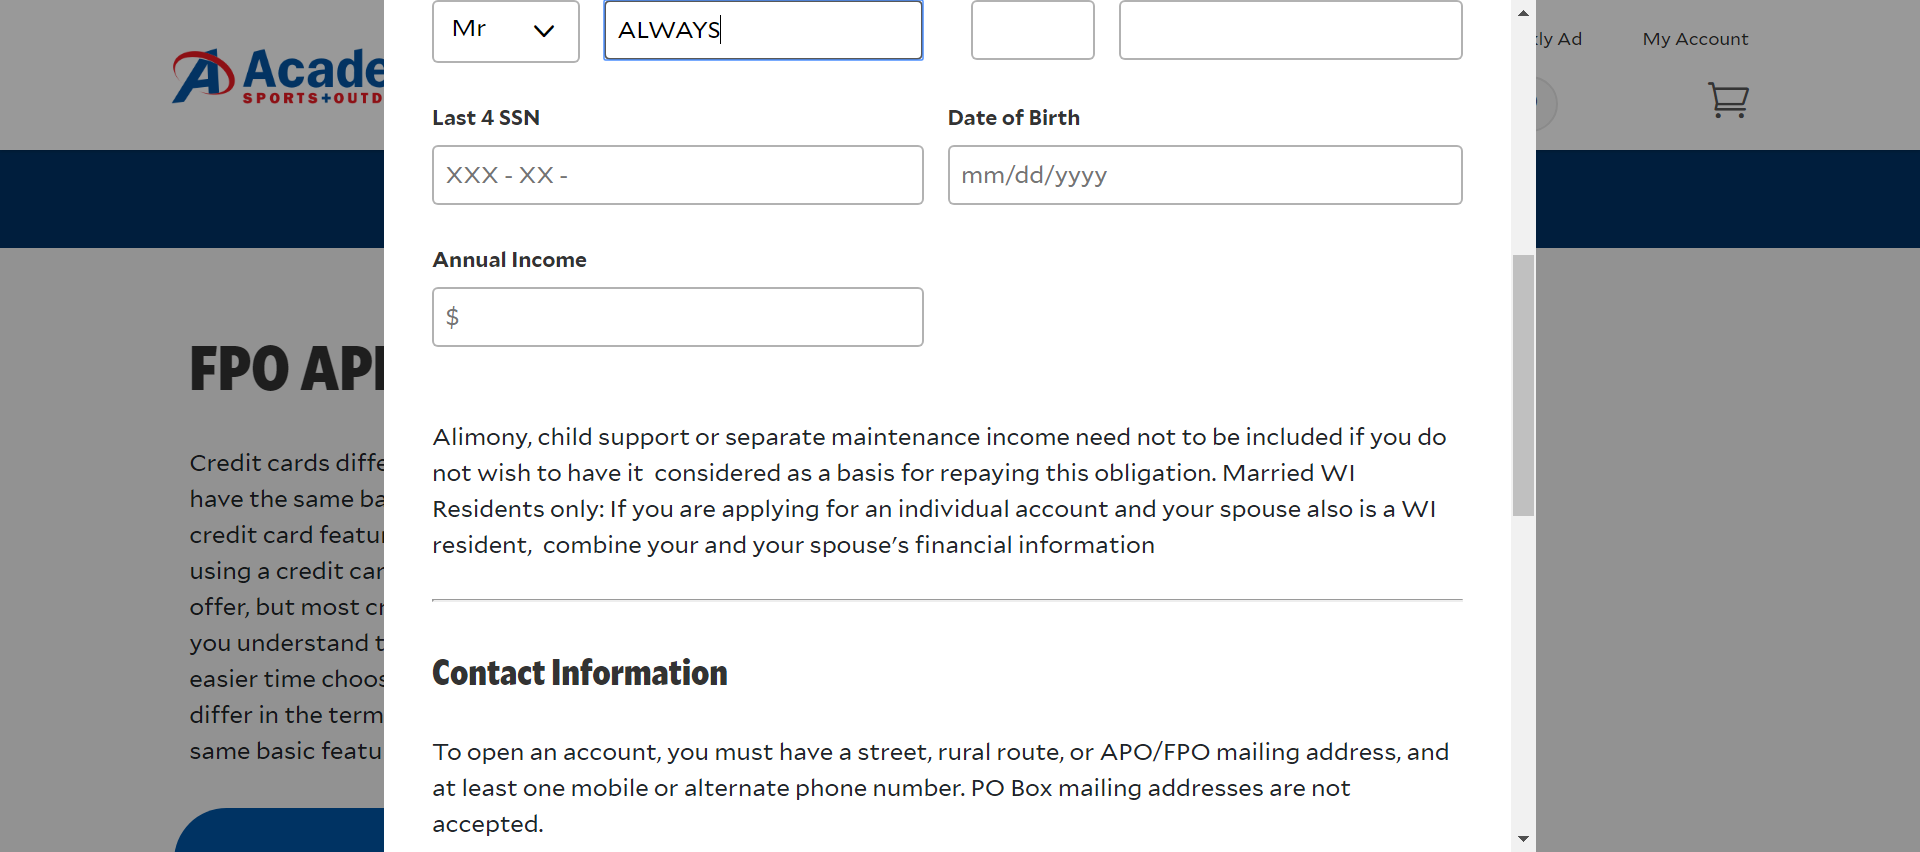 Mr
ALWAYS
ly Ad
My Account
Acade
SPORTS+OUTD
Last 4 SSN
Date of Birth
XXX - XX -
mm/dd/yyyy
Annual Income
$
FPO AP
Alimony, child support or separate maintenance income need not to be included if you do
not wish to have it  considered as a basis for repaying this obligation. Married WI
Residents only: If you are applying for an individual account and your spouse also is a WI
resident,  combine your and your spouse's financial information
Credit cards diffe
have the same ba
credit card featu
using a credit car
offer, but most cr
you understand t
easier time choos
differ in the term
same basic featu
Contact Information
To open an account, you must have a street, rural route, or APO/FPO mailing address, and
at least one mobile or alternate phone number. PO Box mailing addresses are not
accepted.